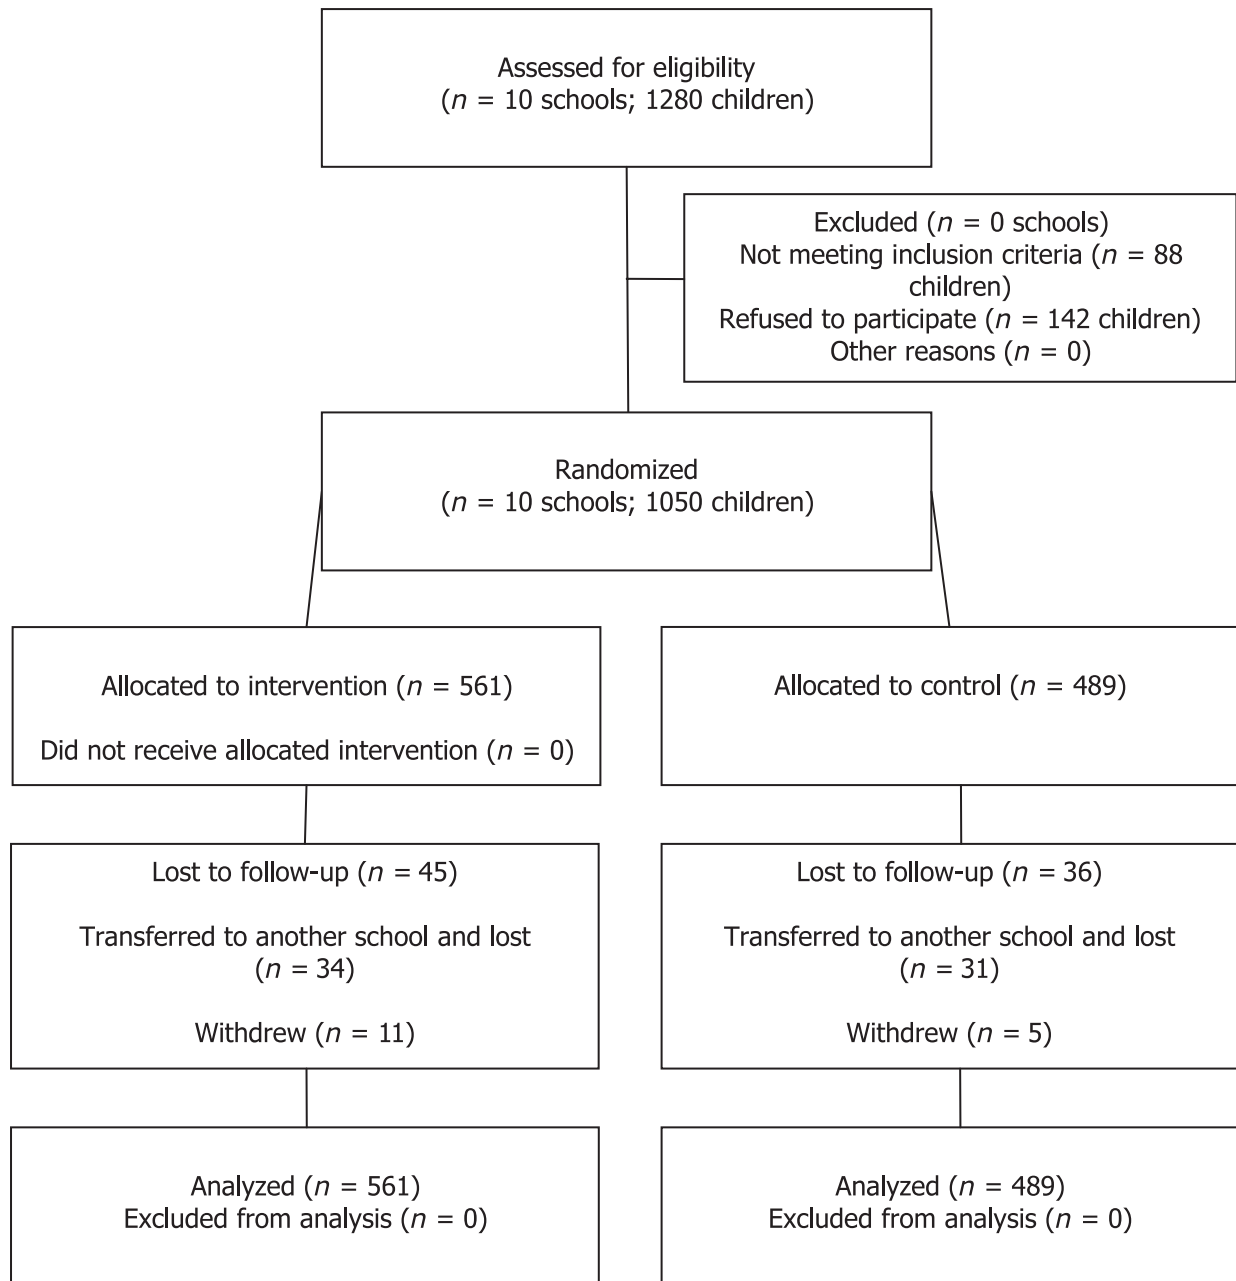 Assessed for eligibility
(n = 10 schools; 1280 children)
Excluded (n = 0 schools)
Not meeting inclusion criteria (n = 88
children)
Refused to participate (n = 142 children)
Other reasons (n = 0)
Randomized
(n = 10 schools; 1050 children)
Allocated to intervention (n = 561)
Did not receive allocated intervention (n = 0)
Allocated to control (n = 489)
Lost to follow-up (n = 45)
Transferred to another school and lost
(n = 34)
Withdrew (n = 11)
Lost to follow-up (n = 36)
Transferred to another school and lost
(n = 31)
Withdrew (n = 5)
Analyzed (n = 561)
Excluded from analysis (n = 0)
Analyzed (n = 489)
Excluded from analysis (n = 0)